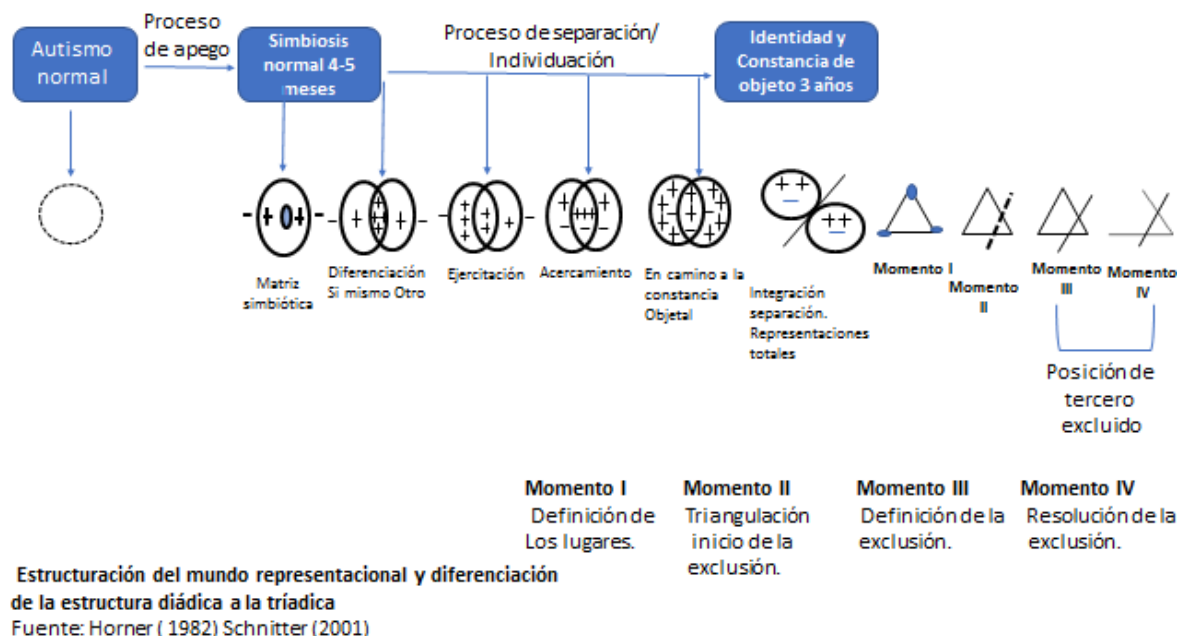 Autismo
normal
Proceso
de apego
Simbiosis
normal 4-5
meses
Proceso de separación/
Individuación
Identidad y
Constancia de
objeto 3 años
Matriz
simbiótica
Diferenciación
Si mismo Otro
Ejercitación
Acercamiento
En camino a la
constancia
Objetal
Integración
separación.
Representaciones
totales
Momento I
Momento
II
Momento
III
Momento
IV
Posición de
tercero
excluido
Momento I
Definición de
Los lugares.
Momento II
Triangulación
inicio de la
exclusión.
Momento III
Definición de la
exclusión.
Momento IV
Resolución de la
exclusión.
Estructuración del mundo representacional y diferenciación
de la estructura diádica a la tríadica
Fuente: Horner ( 1982) Schnitter (2001)